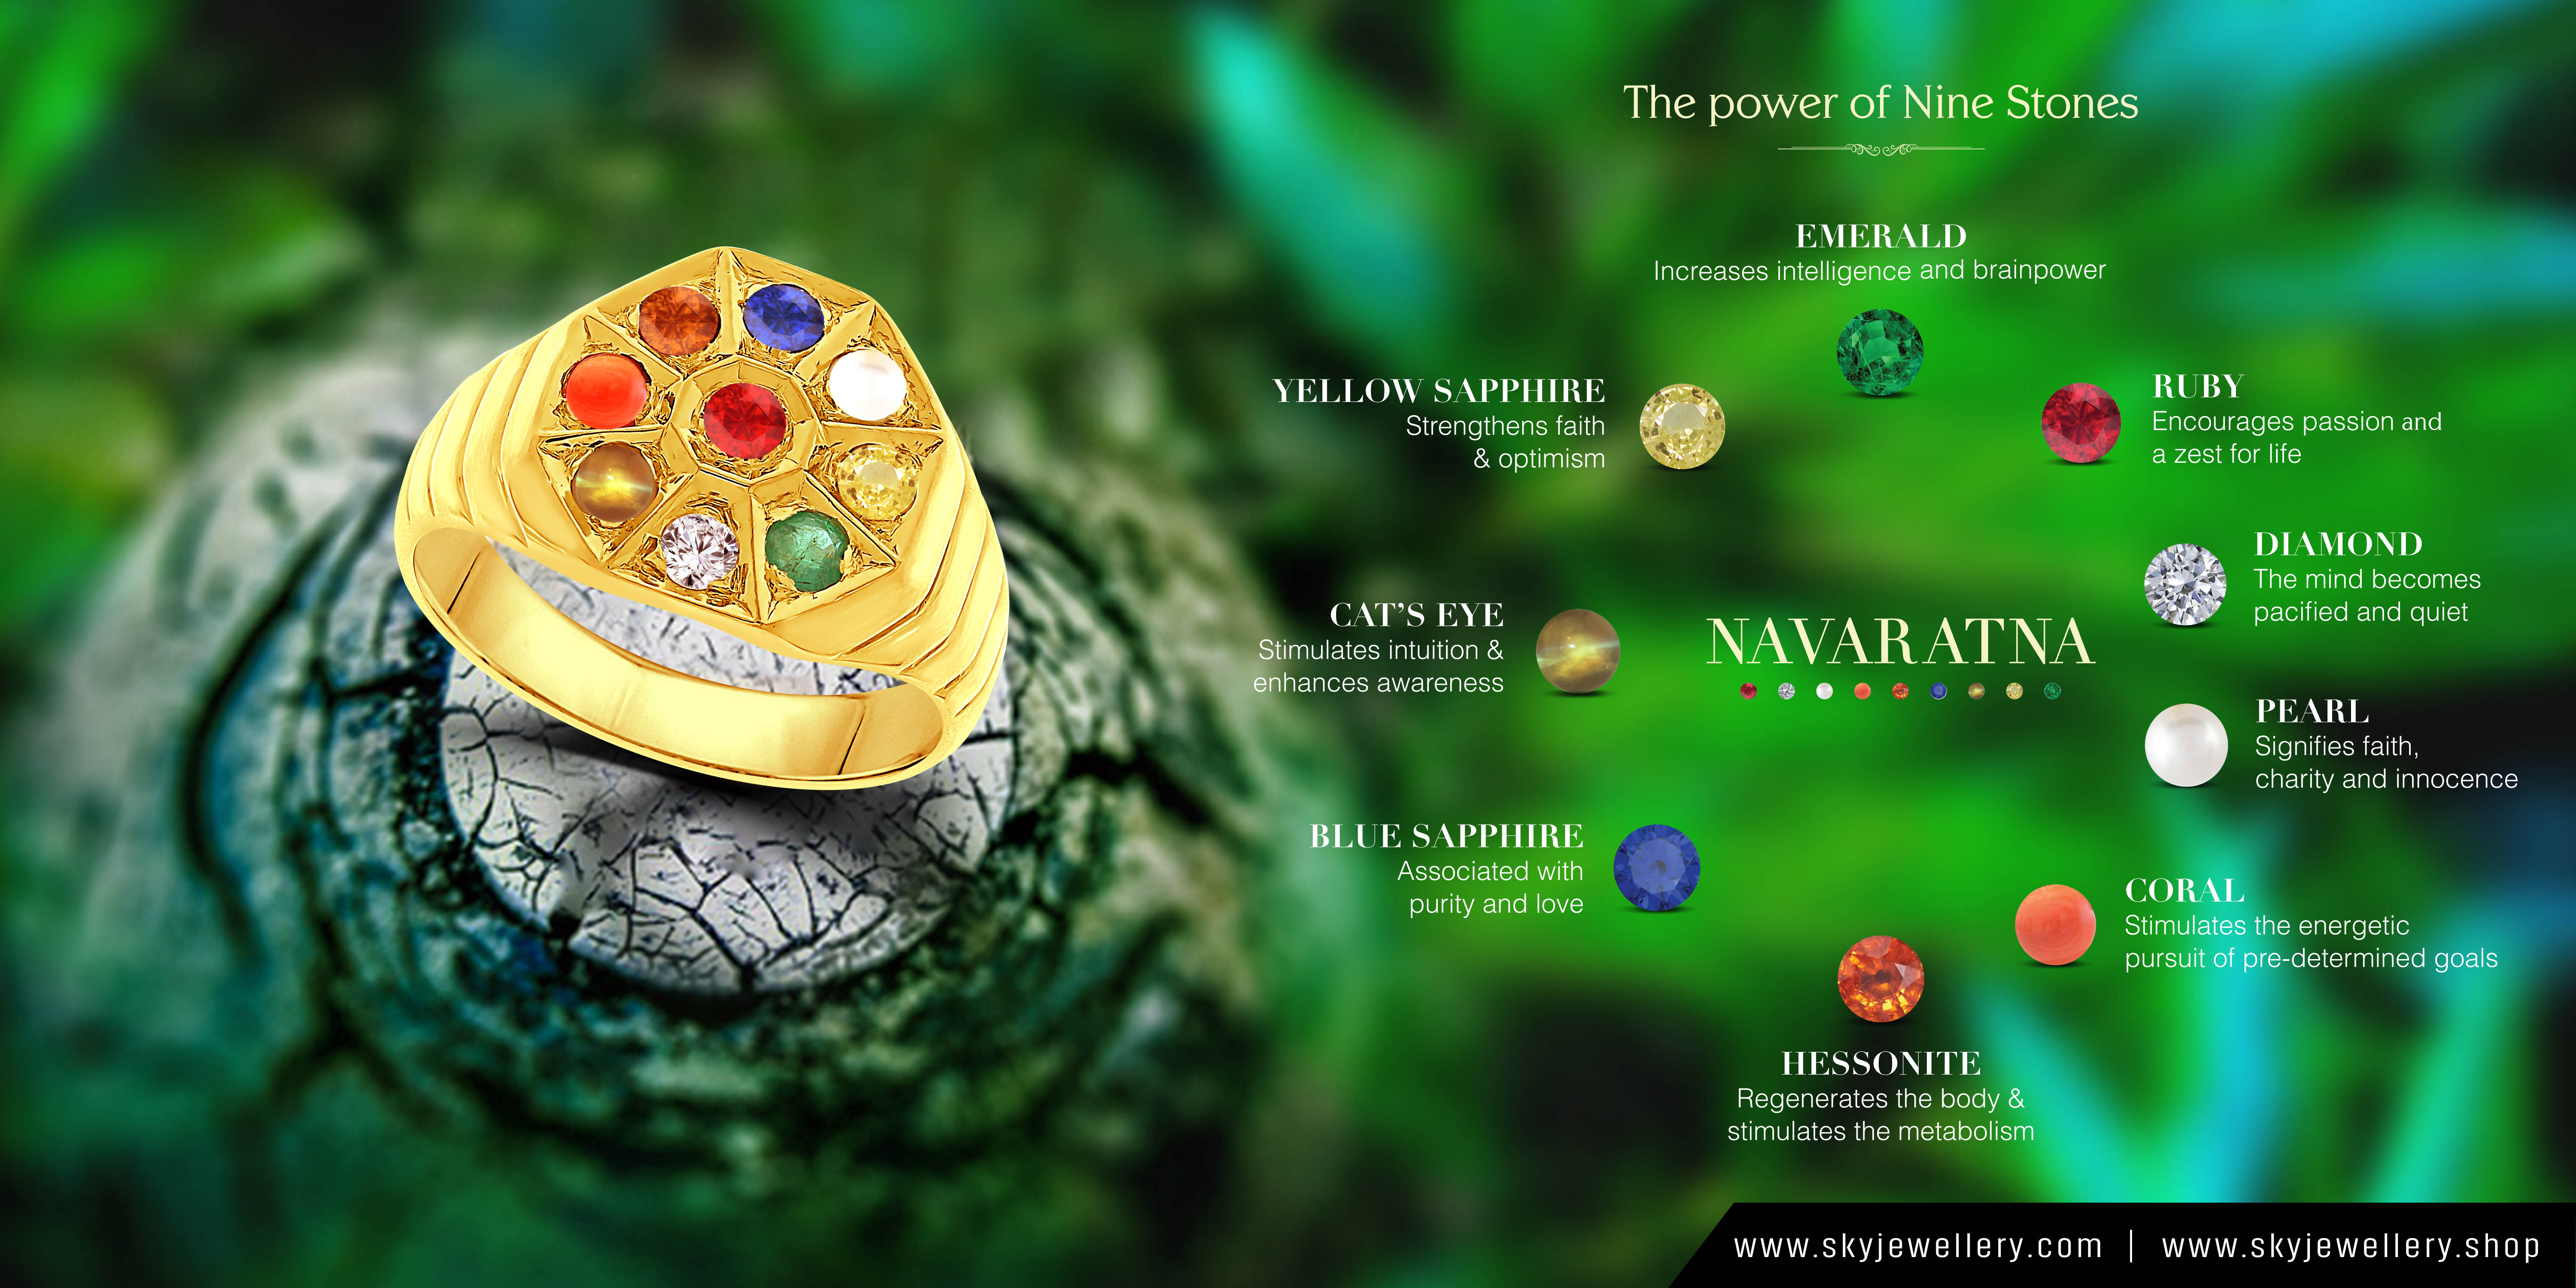 The power of Nine Stones
EMERALD
Increases intelligence and brainpower
YELLOW SAPPHIRE
Strengthens faith
& optimism
RUBY
Encourages passion and
a zest for life
DIAMOND
The mind becomes
pacified and quiet
CAT'S EYE
Stimulates intuition &
enhances awareness
NAVARATNA
PEARL
Signifies faith,
charity and innocence
BLUE SAPPHIRE
Associated with
purity and love
CORAL
Stimulates the energetic
pursuit of pre-determined goals
HESSONITE
Regenerates the body &
stimulates the metabolism
www.skyjewellery.com | www.skyjewellery.shop